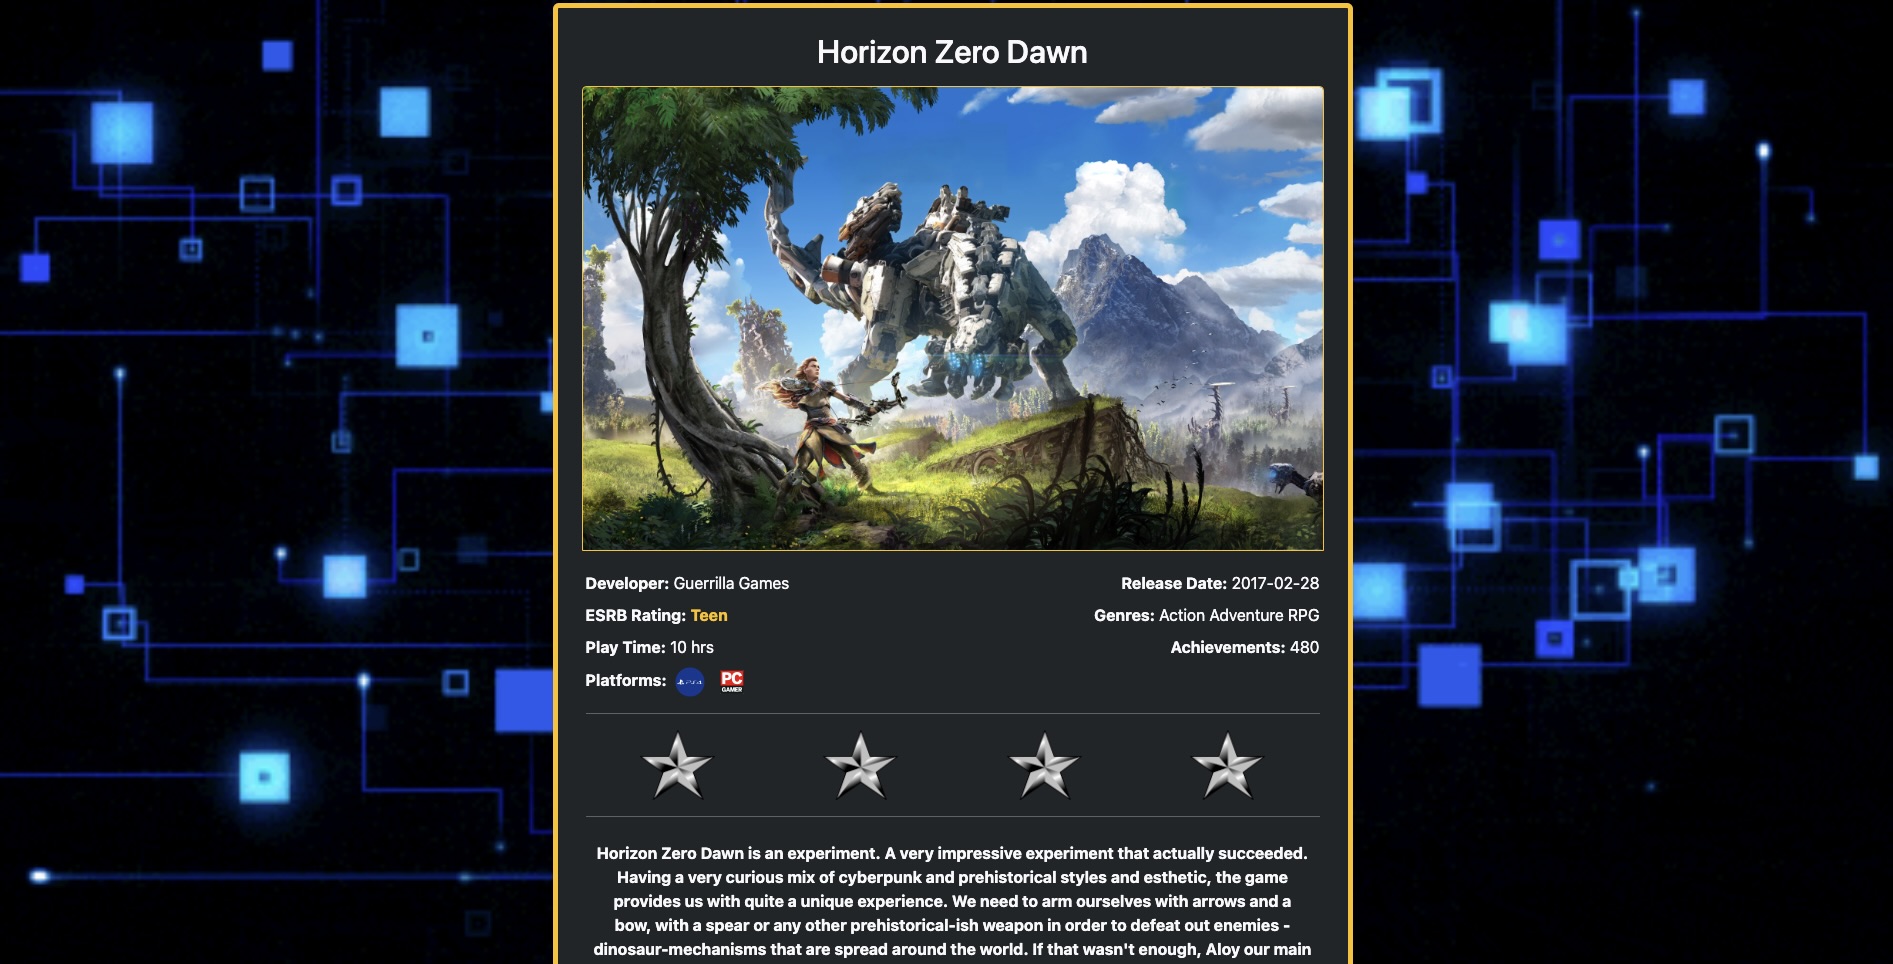 Horizon Zero Dawn
Developer: Guerrilla Games
Release Date: 2017-02-28
ESRB Rating: Teen
Genres: Action Adventure RPG
Play Time: 10 hrs
Achievements: 480
Platforms: PS4 PC GAMER
Horizon Zero Dawn is an experiment. A very impressive experiment that actually succeeded.
Having a very curious mix of cyberpunk and prehistorical styles and esthetic, the game
provides us with quite a unique experience. We need to arm ourselves with arrows and a
bow, with a spear or any other prehistorical-ish weapon in order to defeat out enemies -
dinosaur-mechanisms that are spread around the world. If that wasn't enough, Aloy our main